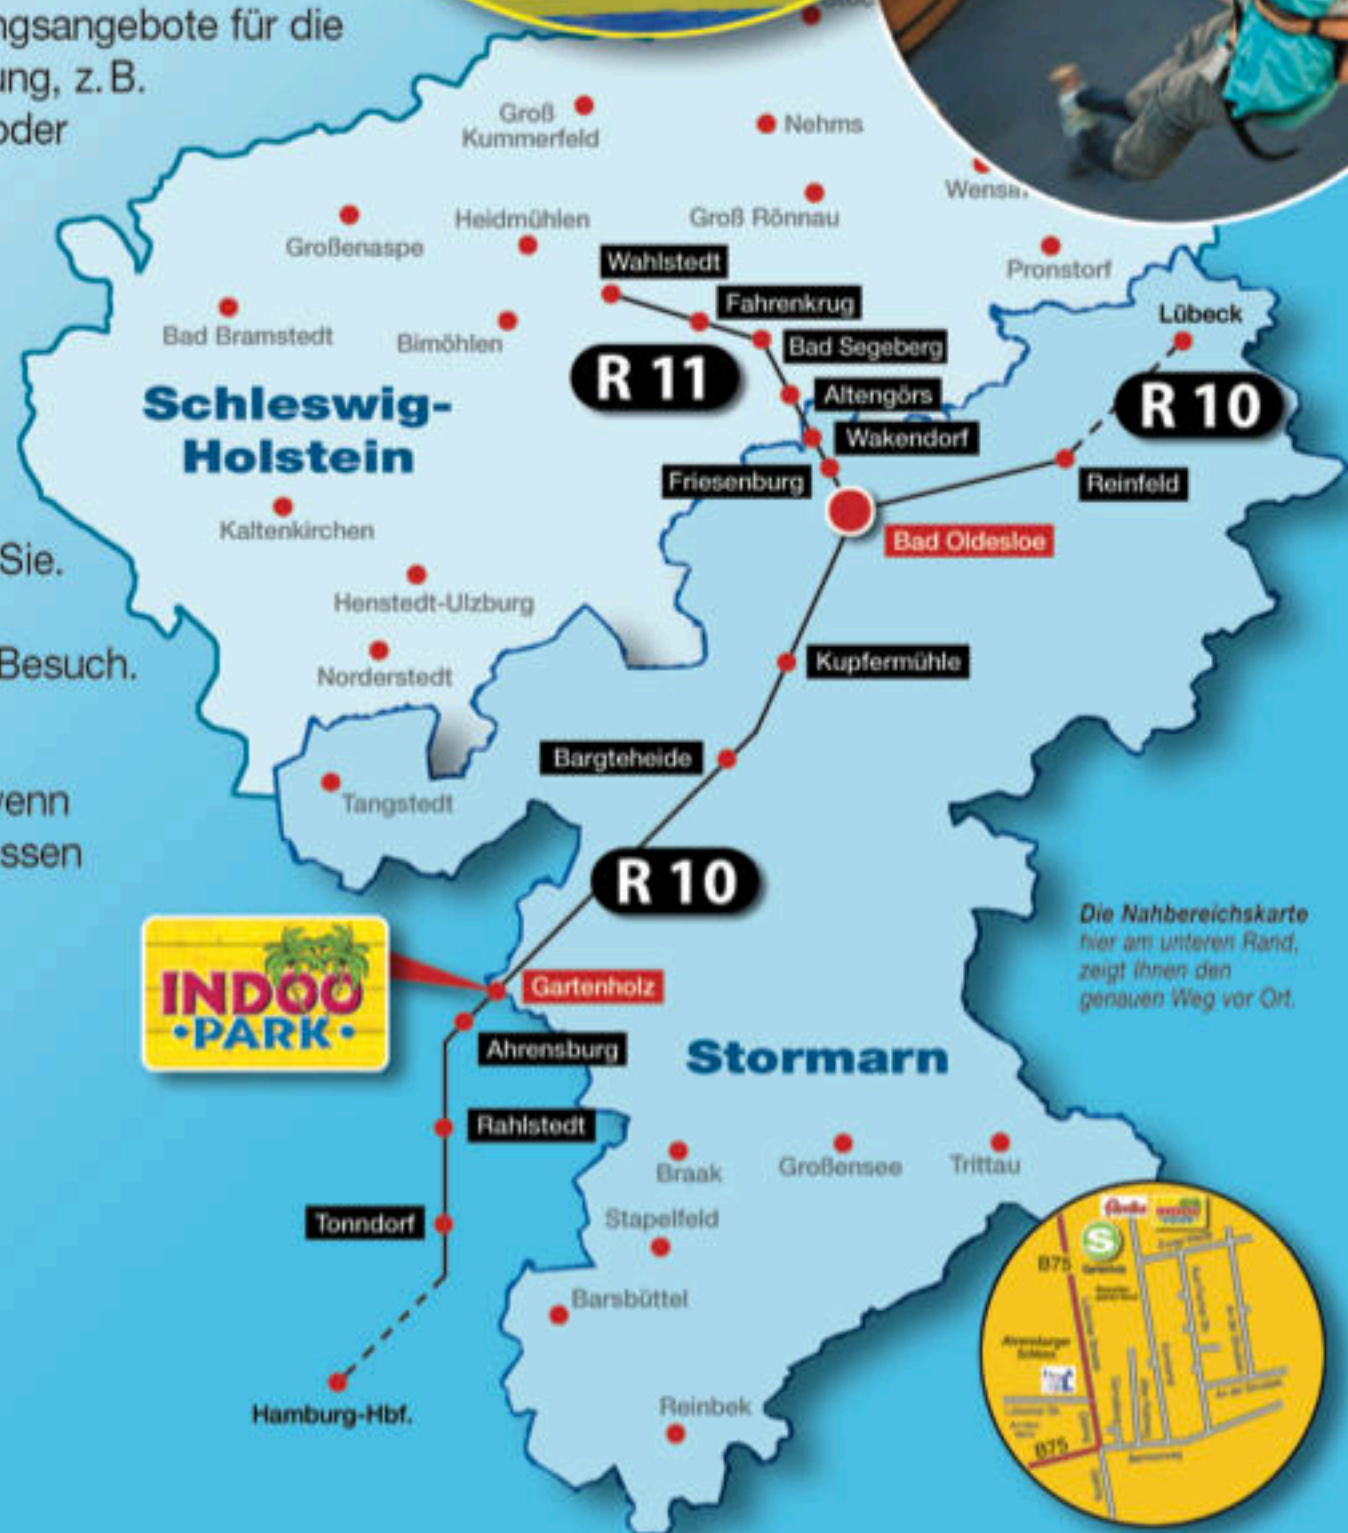 ngsangebote für die
ung, z. B.
oder
Groß
Kummerfeld
Nehms
Heidmühlen
Groß Rönnau
Großenaspe
Wahlstedt
Pronstorf
Fahrenkrug
Lübeck
Bad Bramstedt
Bimöhlen
Bad Segeberg
R 11
Altengörs
R 10
Schleswig-
Holstein
Wakendorf
Friesenburg
Reinfeld
Kaltenkirchen
Bad Oldesloe
Sie.
Henstedt-Ulzburg
Besuch.
Norderstedt
Kupfermühle
Bargteheide
Tangstedt
wenn
ssen
R 10
Die Nahbereichskarte
hier am unteren Rand,
zeigt Ihnen den
genauen Weg vor Ort.
INDOO
•PARK•
Gartenholz
Ahrensburg
Stormarn
Rahlstedt
Braak
Großensee
Trittau
Tonndorf
Stapelfeld
Barsbüttel
Hamburg-Hbf.
Reinbek
S
B75
Ahrensburger
Schloss
B75